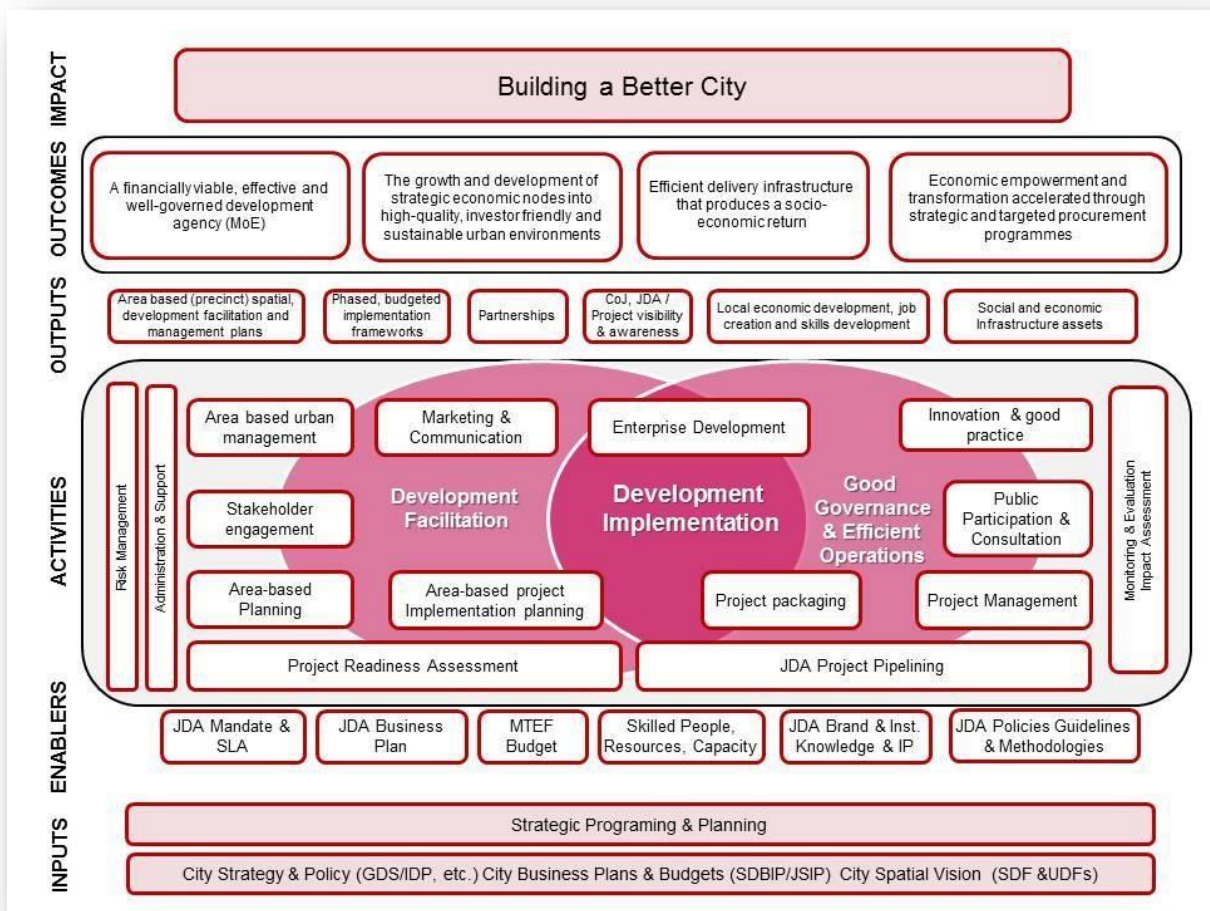 IMPACT
Building a Better City
OUTCOMES
A financially viable, effective and
well-governed development
agency (MoE)
The growth and development of
strategic economic nodes into
high-quality, investor friendly and
sustainable urban environments
Efficient delivery infrastructure
that produces a socio-
economic return
Economic empowerment and
transformation accelerated through
strategic and targeted procurement
programmes
OUTPUTS
Area based (precinct) spatial,
development facilitation and
management plans
Phased, budgeted
implementation
frameworks
Partnerships
CoJ, JDA /
Project visibility
& awareness
Local economic development, job
creation and skills development
Social and economic
Infrastructure assets
ACTIVITIES
Risk Management
Administration & Support
Area based urban
management
Marketing &
Communication
Enterprise Development
Innovation & good
practice
Stakeholder
engagement
Development
Facilitation
Development
Implementation
Good
Governance
& Efficient
Operations
Public
Participation &
Consultation
Area-based
Planning
Area-based project
Implementation planning
Project packaging
Project Management
Project Readiness Assessment
JDA Project Pipelining
Monitoring & Evaluation
Impact Assessment
ENABLERS
JDA Mandate &
SLA
JDA Business
Plan
MTEF
Budget
Skilled People,
Resources, Capacity
JDA Brand & Inst.
Knowledge & IP
JDA Policies Guidelines
& Methodologies
INPUTS
Strategic Programing & Planning
City Strategy & Policy (GDS/IDP, etc.) City Business Plans & Budgets (SDBIP/JSIP) City Spatial Vision (SDF &UDFs)